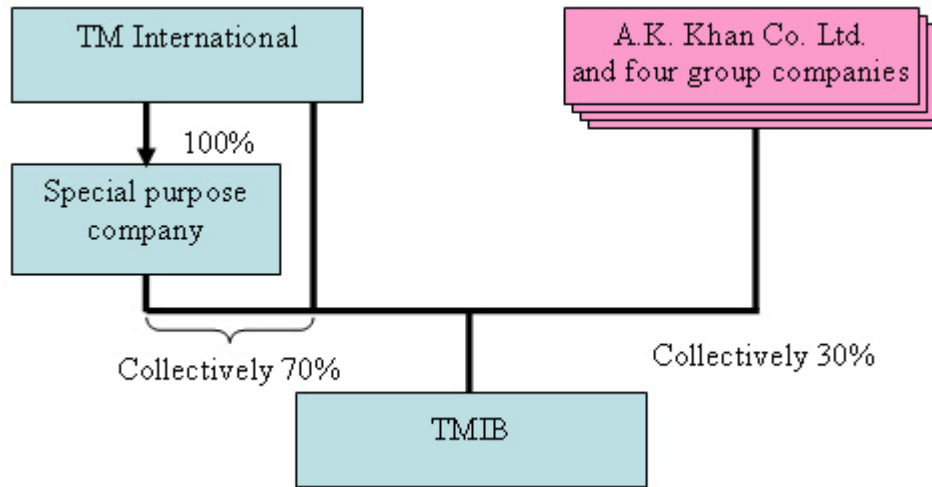 TM International
A.K. Khan Co. Ltd.
and four group companies
100%
Special purpose
company
Collectively 70%
Collectively 30%
TMIB